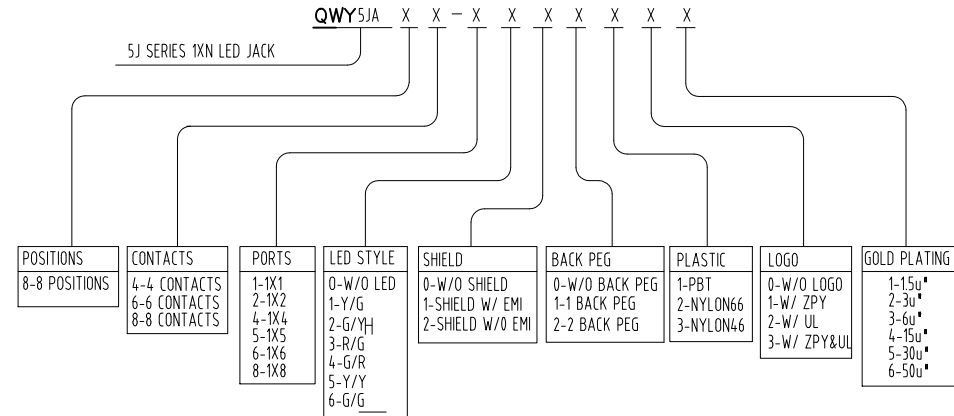 QWY5JA X X - X X X X X X X
5J SERIES 1XN LED JACK
POSITIONS
8-8 POSITIONS
CONTACTS
4-4 CONTACTS
6-6 CONTACTS
8-8 CONTACTS
PORTS
1-1X1
2-1X2
4-1X4
5-1X5
6-1X6
8-1X8
LED STYLE
0-W/O LED
1-Y/G
2-G/YH
3-R/G
4-G/R
5-Y/Y
6-G/G
SHIELD
0-W/O SHIELD
1-SHIELD W/ EMI
2-SHIELD W/O EMI
BACK PEG
0-W/O BACK PEG
1-1 BACK PEG
2-2 BACK PEG
PLASTIC
1-PBT
2-NYLON66
3-NYLON46
LOGO
0-W/O LOGO
1-W/ ZPY
2-W/ UL
3-W/ ZPY&UL
GOLD PLATING
1-1.5u"
2-3u"
3-6u"
4-15u"
5-30u"
6-50u"